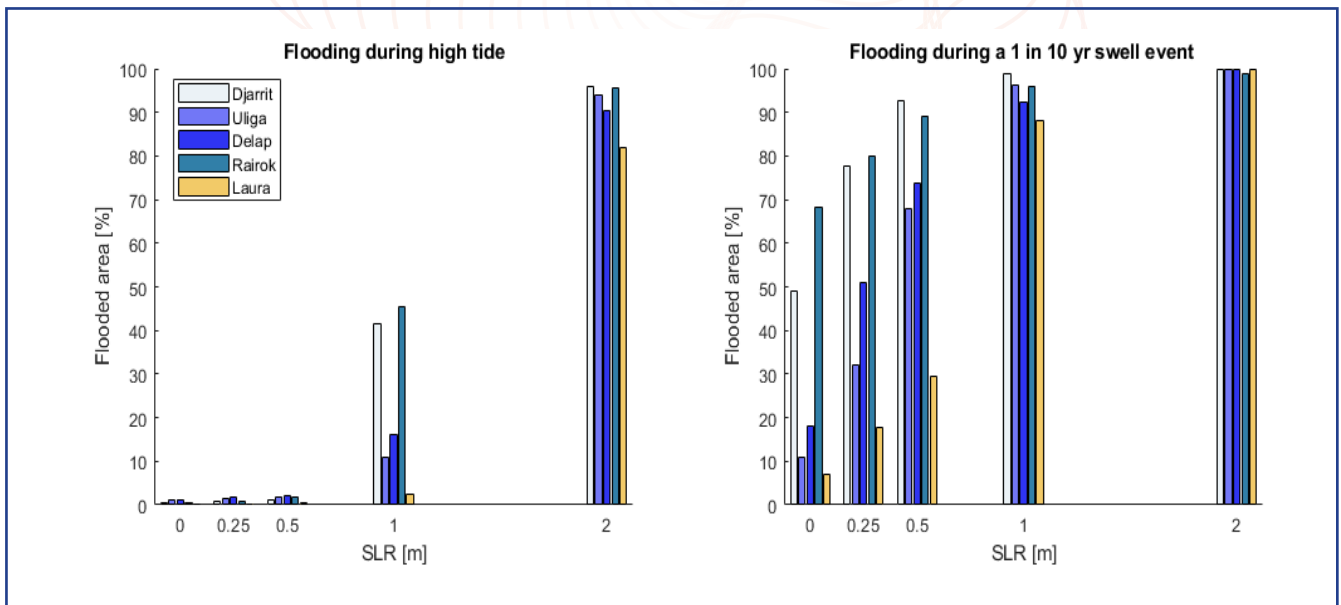 Flooding during high tide
100
90
80
70
60
50
40
30
20
10
0
Flooded area [%]
Djarrit
Uliga
Delap
Rairok
Laura
0 0.25 0.5 1 2
SLR [m]
Flooding during a 1 in 10 yr swell event
100
90
80
70
60
50
40
30
20
10
0
Flooded area [%]
0 0.25 0.5 1 2
SLR [m]